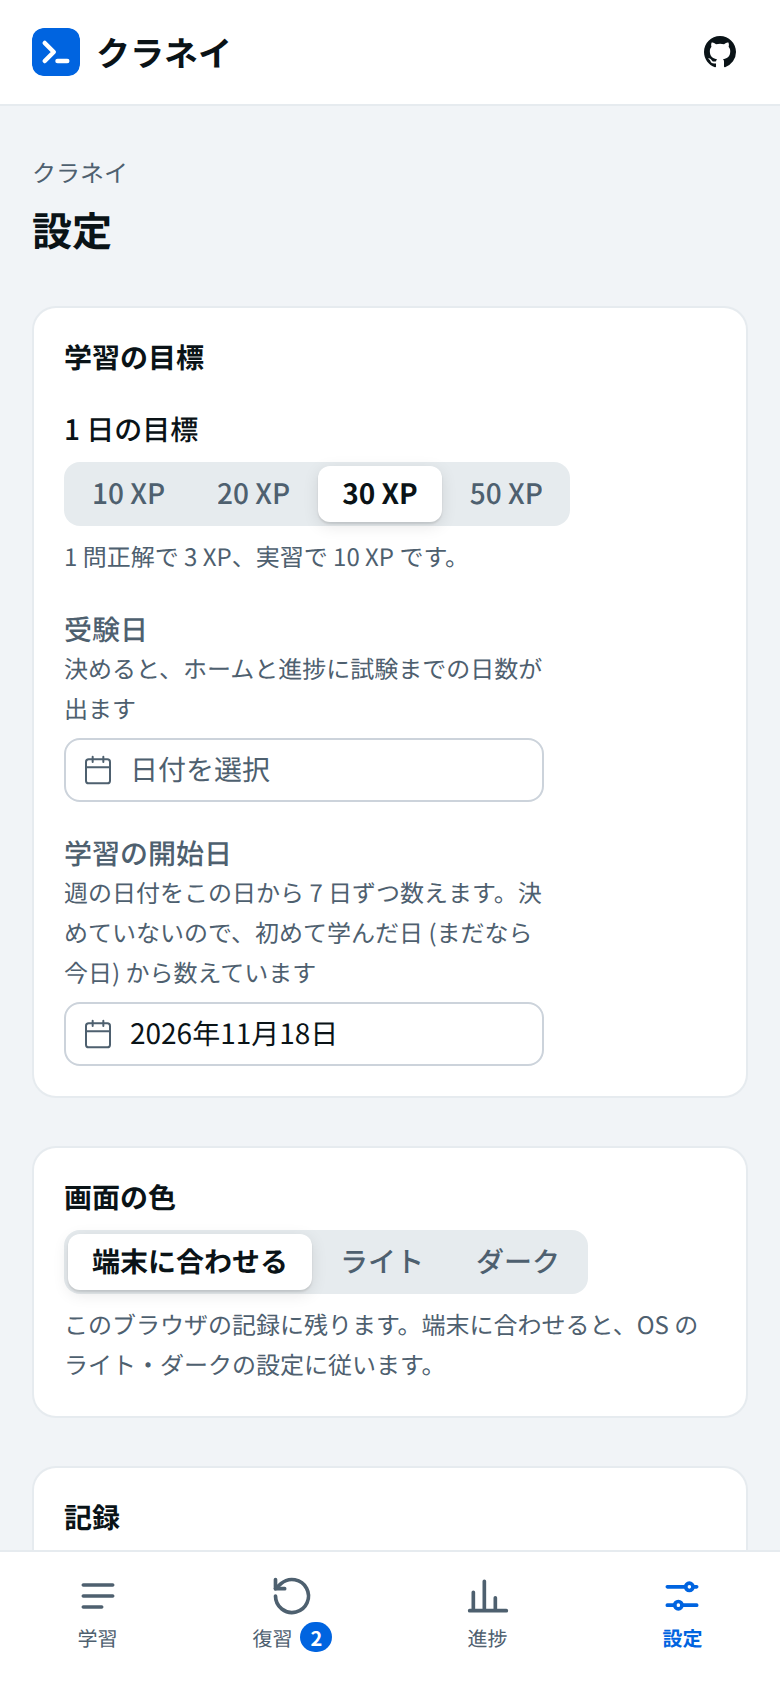 クラネイ
クラネイ
設定
学習の目標
1 日の目標
10 XP 20 XP 30 XP 50 XP
1 問正解で 3 XP、実習で 10 XP です。
受験日
決めると、ホームと進捗に試験までの日数が
出ます
日付を選択
学習の開始日
週の日付をこの日から 7 日ずつ数えます。決
めていないので、初めて学んだ日 (まだなら
今日) から数えています
2026年11月18日
画面の色
端末に合わせる ライト ダーク
このブラウザの記録に残ります。端末に合わせると、OS の
ライト・ダークの設定に従います。
記録
学習 復習 2 進捗 設定